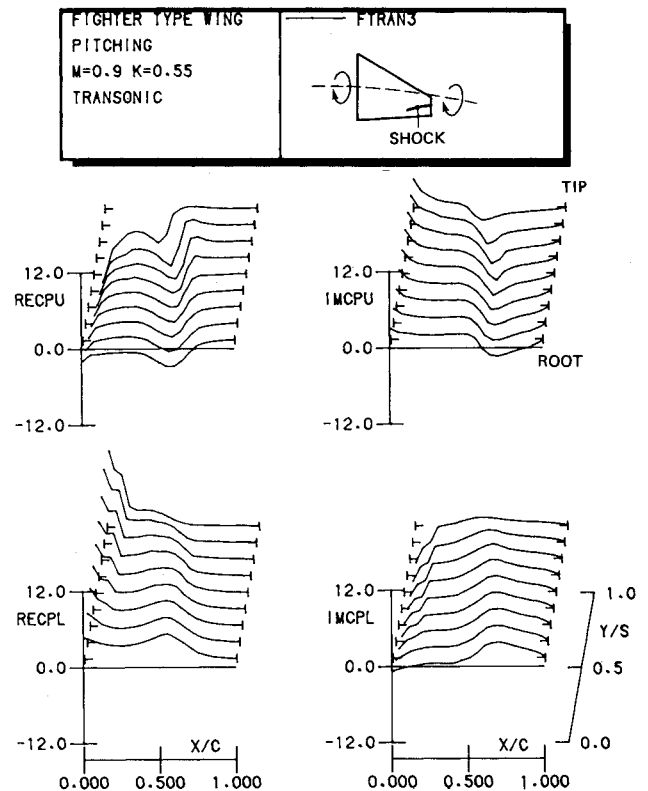 FIGHTER TYPE WING
PITCHING
M=0.9 K=0.55
TRANSONIC
FTRAN3
SHOCK
TIP
12.0
RECPU
0.0
-12.0
12.0
IMCPU
0.0
ROOT
-12.0
12.0
RECPL
0.0
-12.0
X/C
0.000 0.500 1.000
12.0
IMCPL
0.0
-12.0
1.0
Y/S
0.5
0.0
X/C
0.000 0.500 1.000